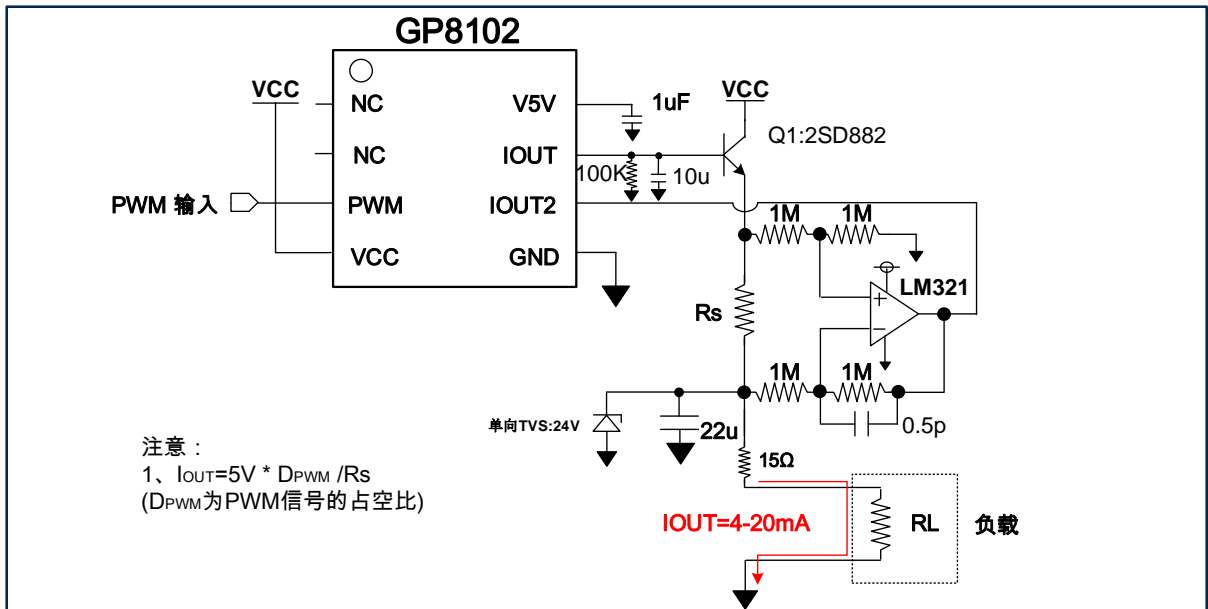 GP8102
VCC
NC
V5V
1uF
VCC
Q1:2SD882
NC
IOUT
100K
10u
PWM 输入
PWM
IOUT2
1M
1M
VCC
GND
LM321
+
−
Rs
1M
1M
0.5p
单向TVS:24V
22u
15Ω
注意：
1、IOUT=5V * DPWM /Rs
(DPWM为PWM信号的占空比)
IOUT=4-20mA
RL
负载